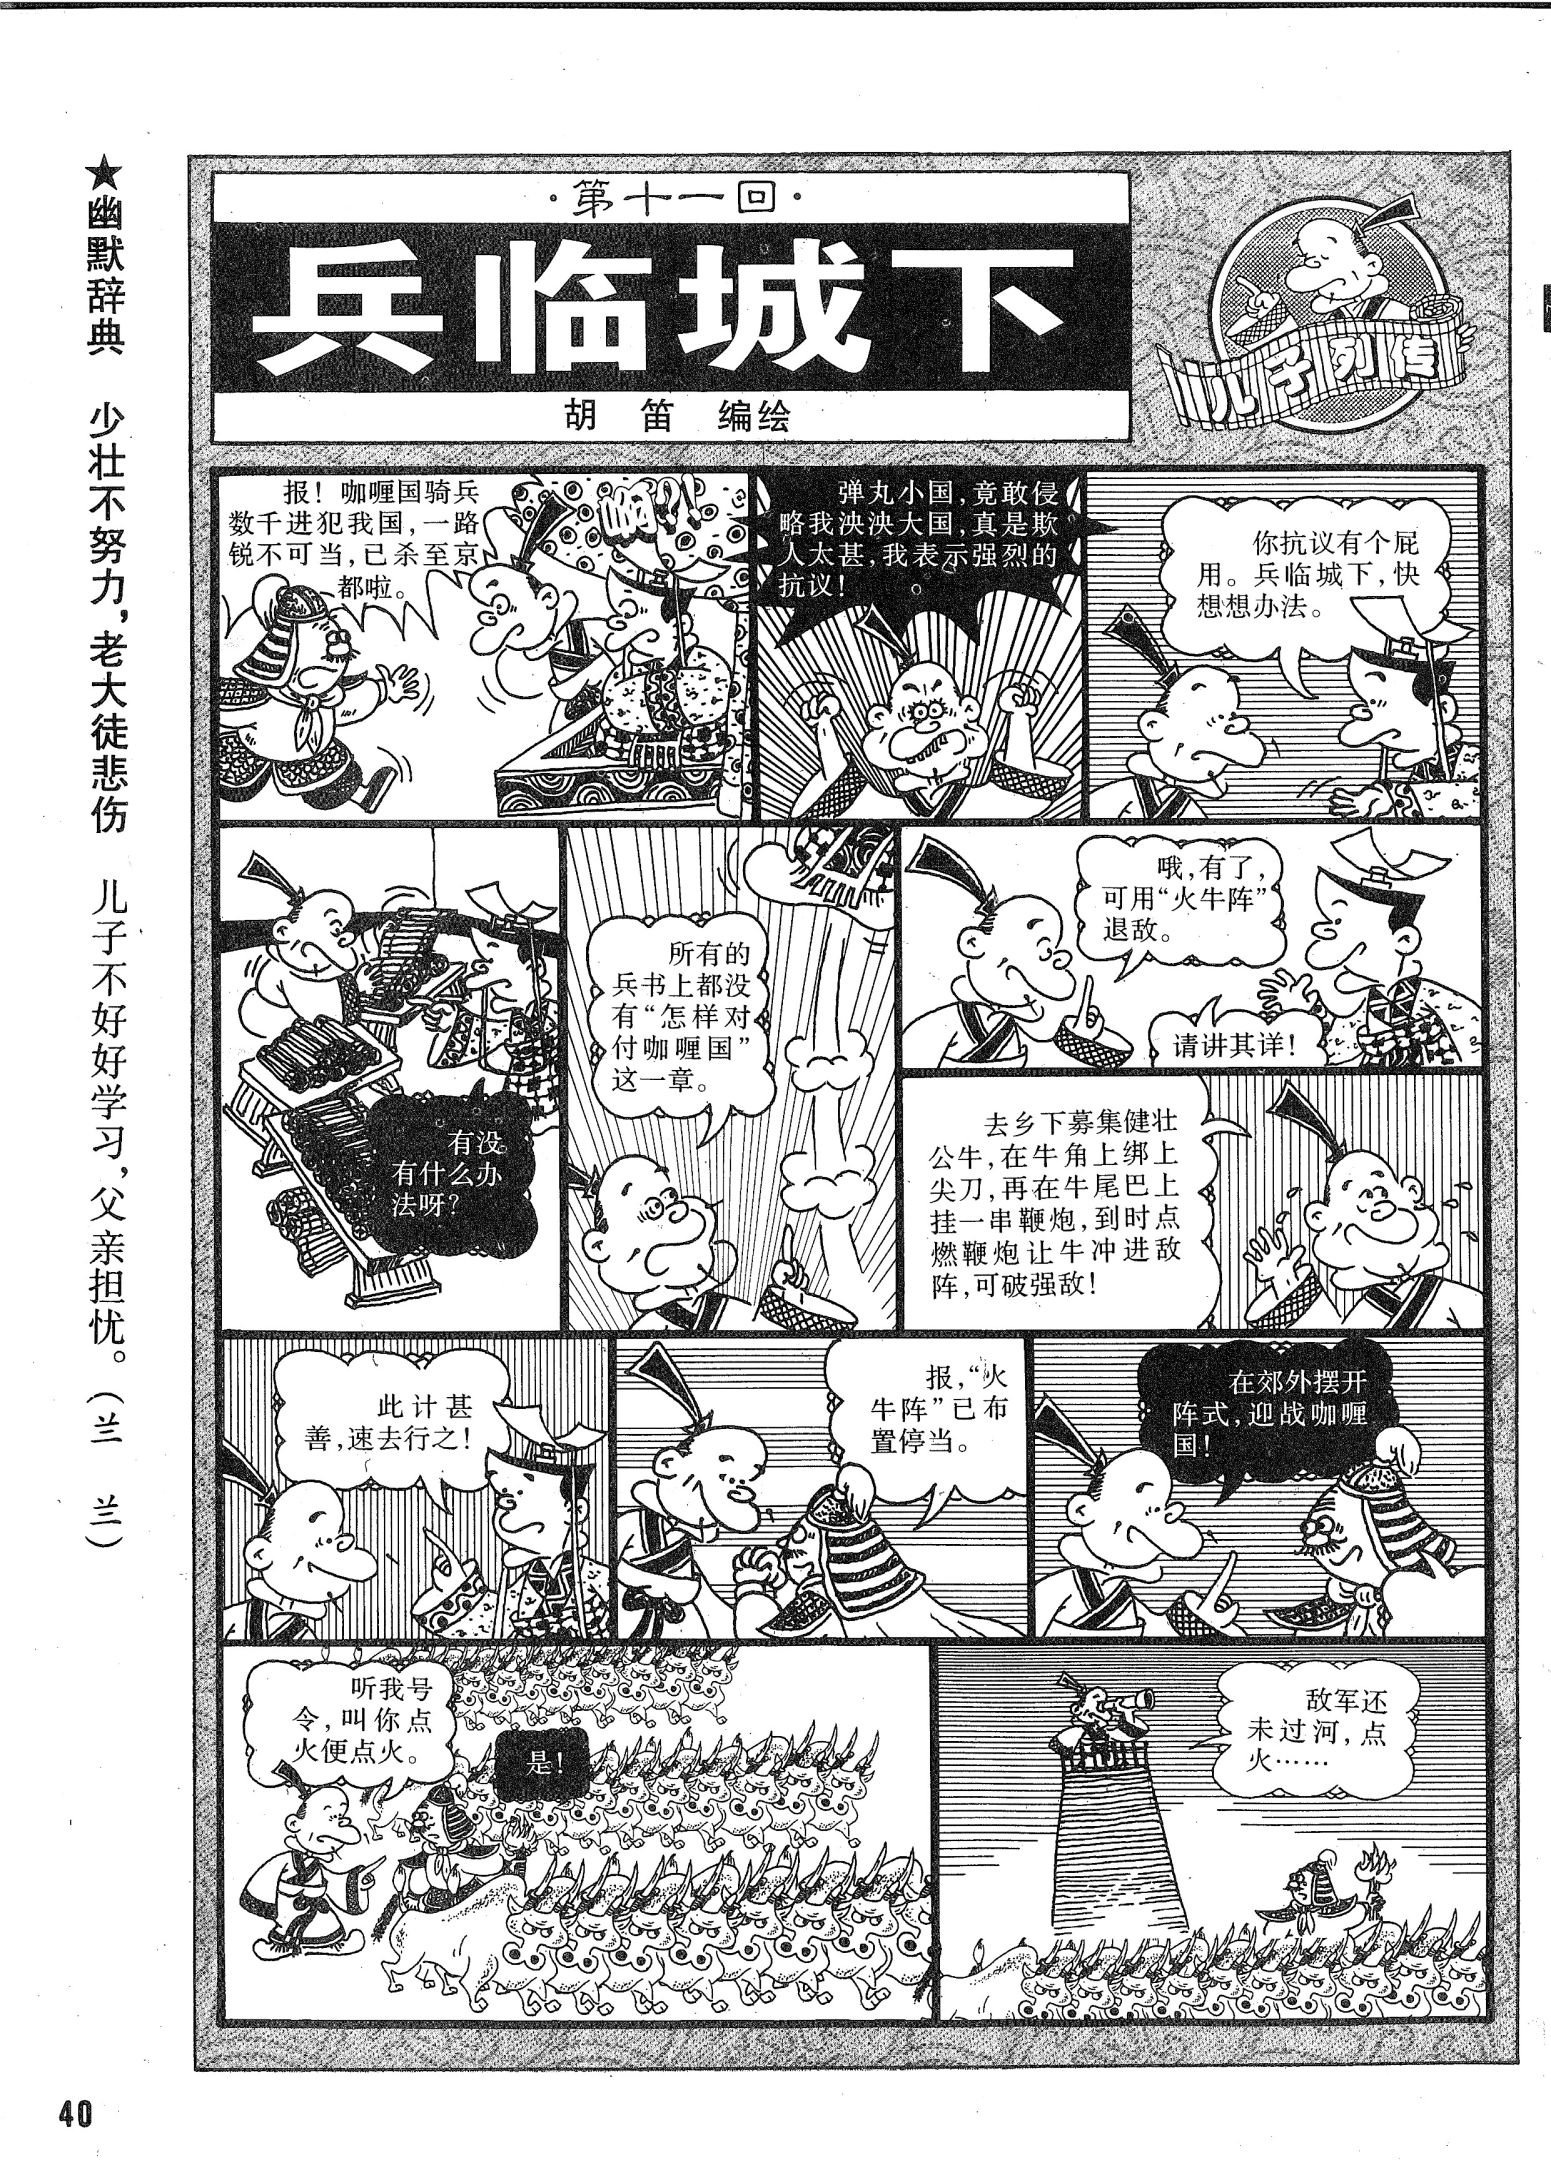 ·第十一回·
兵临城下
胡 笛 编绘
儿子列传
报！咖喱国骑兵
数千进犯我国，一路
锐不可当，已杀至京
都啦。
弹丸小国，竟敢侵
略我泱泱大国，真是欺
人太甚，我表示强烈的
抗议！
你抗议有个屁
用。兵临城下，快
想想办法。
有没
有什么办
法呀？
所有的
兵书上都没
有“怎样对
付咖喱国”
这一章。
哦，有了，
可用“火牛阵”
退敌。
请讲其详！
去乡下募集健壮
公牛，在牛角上绑上
尖刀，再在牛尾巴上
挂一串鞭炮，到时点
燃鞭炮让牛冲进敌
阵，可破强敌！
此计甚
善，速去行之！
报，“火
牛阵”已布
置停当。
在郊外摆开
阵式，迎战咖喱
国！
听我号
令，叫你点
火便点火。
是！
敌军还
未过河，点
火……
★幽默辞典 少壮不努力，老大徒悲伤 儿子不好好学习，父亲担忧。（兰 兰）
40